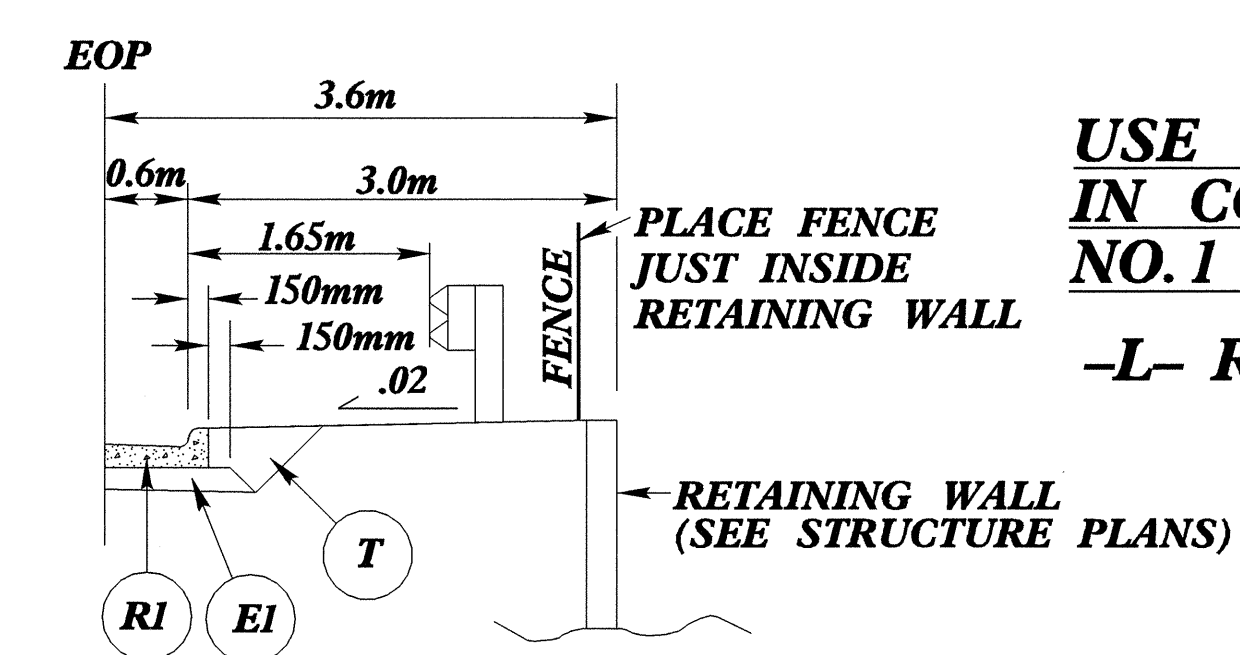 EOP
3.6m
0.6m
3.0m
1.65m
150mm
150mm
.02
FENCE
PLACE FENCE
JUST INSIDE
RETAINING WALL
RETAINING WALL
(SEE STRUCTURE PLANS)
T
R1
E1
USE
IN
NO. 1
-L-